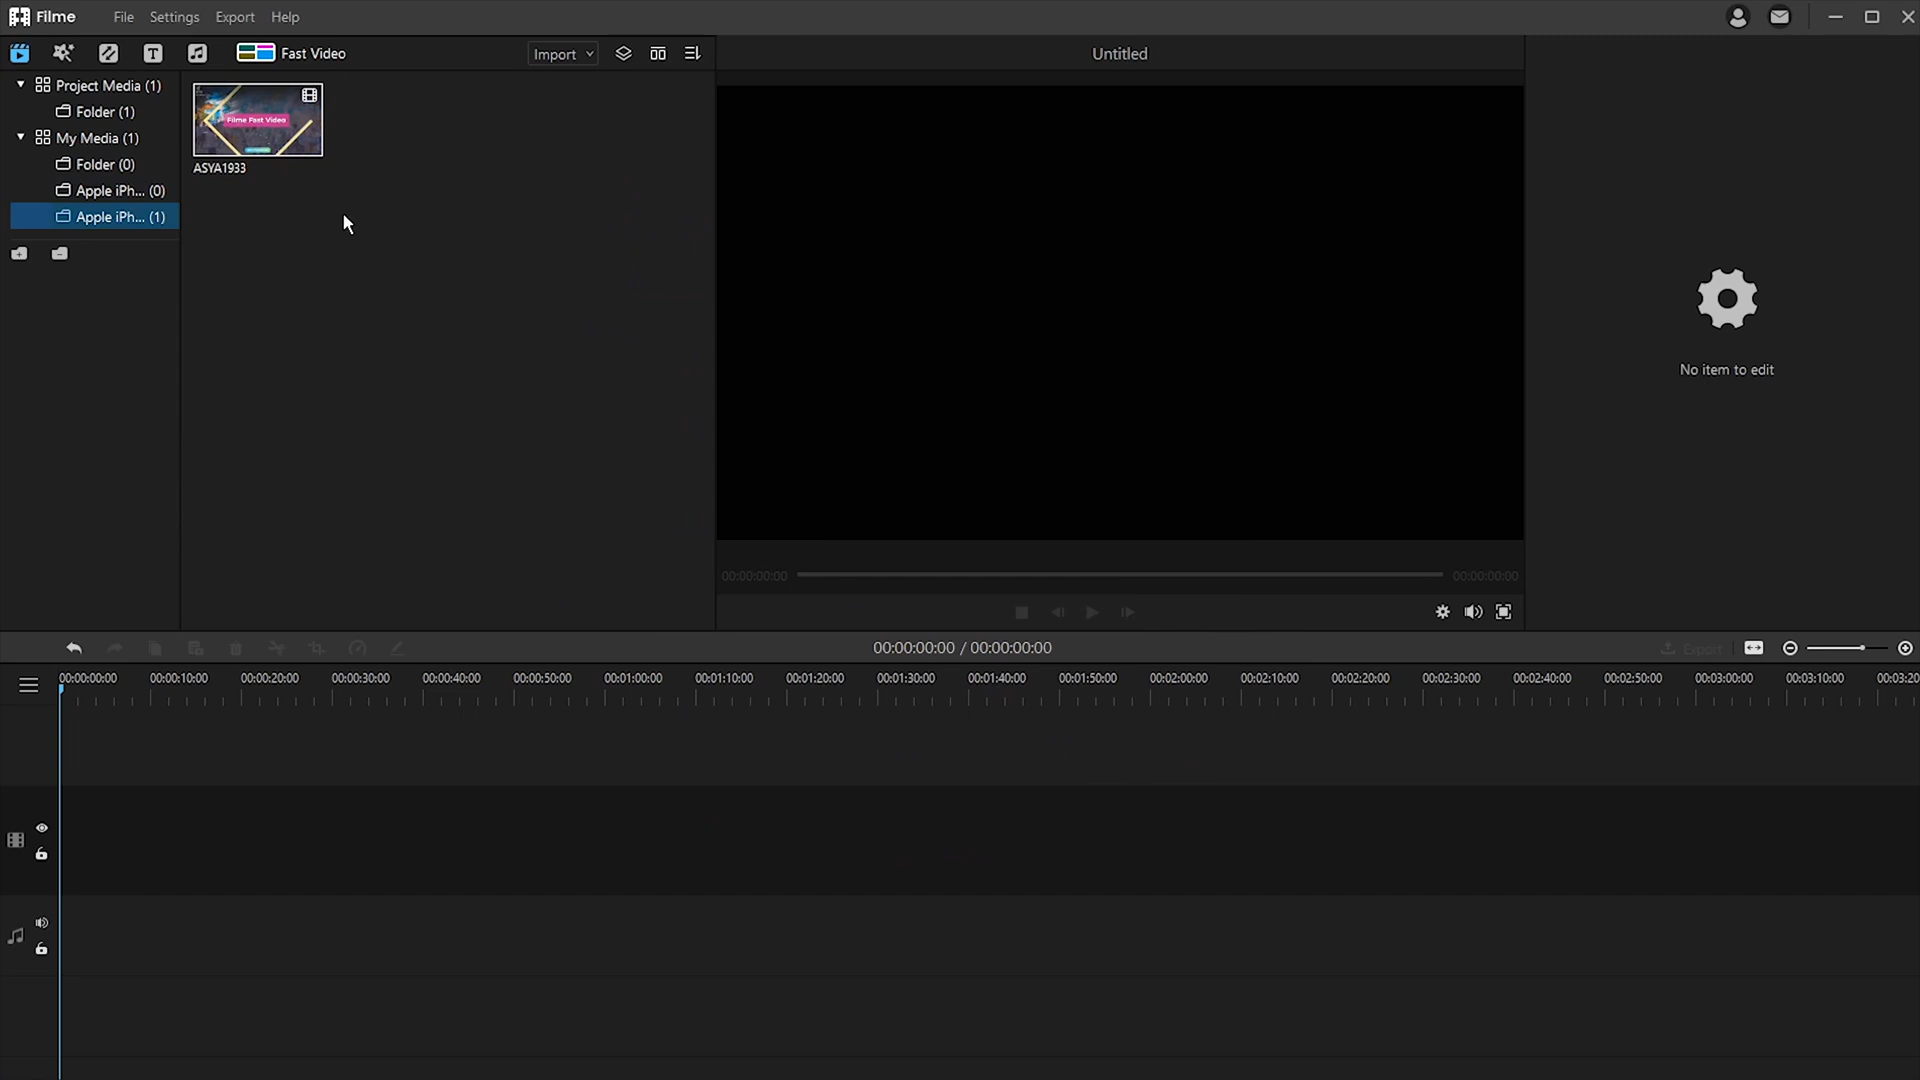 Filme File Settings Export Help
Fast Video Import Untitled
Project Media (1)
Folder (1)
My Media (1)
Folder (0)
Apple iPh... (0)
Apple iPh... (1)
Filme Fast Video
ASYA1933
No item to edit
00:00:00:00 00:00:00:00
00:00:00:00 / 00:00:00:00 Export
00:00:00:00 00:00:10:00 00:00:20:00 00:00:30:00 00:00:40:00 00:00:50:00 00:01:00:00 00:01:10:00 00:01:20:00 00:01:30:00 00:01:40:00 00:01:50:00 00:02:00:00 00:02:10:00 00:02:20:00 00:02:30:00 00:02:40:00 00:02:50:00 00:03:00:00 00:03:10:00 00:03:20